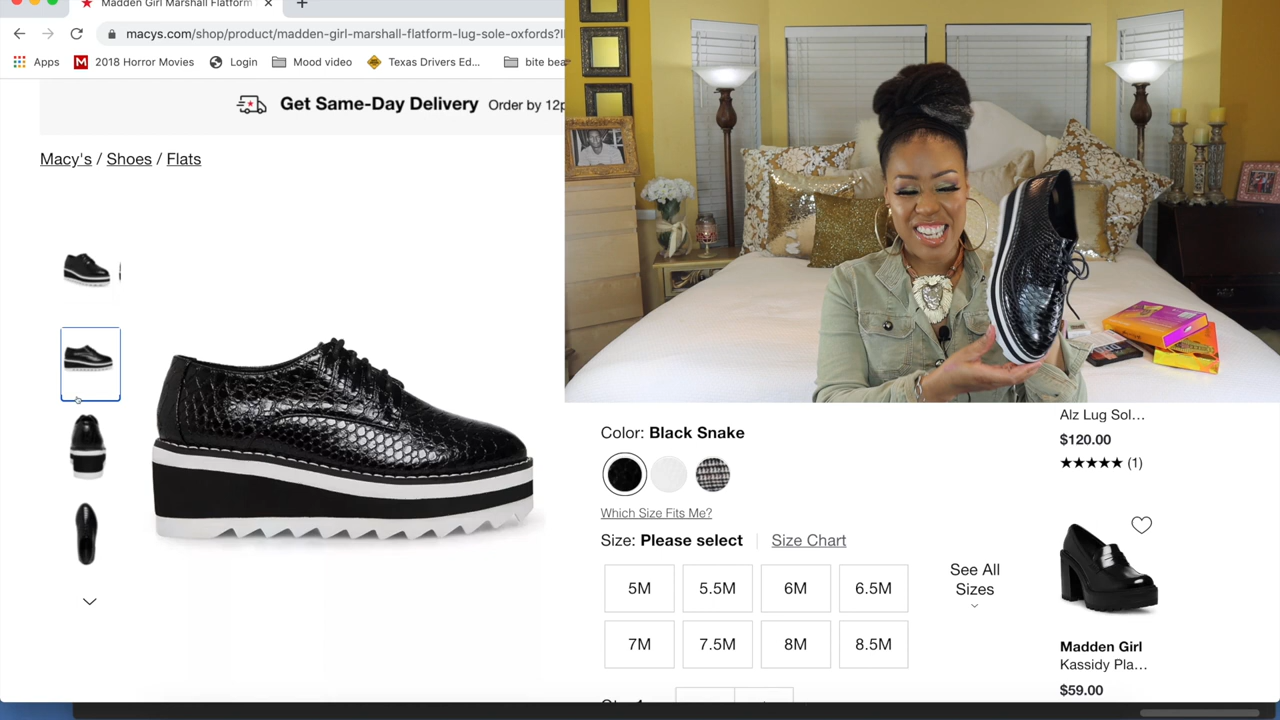 Madden Girl Marshall Flatform
macys.com/shop/product/madden-girl-marshall-flatform-lug-sole-oxfords?
Apps
2018 Horror Movies
Login
Mood video
Texas Drivers Ed...
bite bea
Get Same-Day Delivery Order by 12p
Macy's / Shoes / Flats
Color: Black Snake
Which Size Fits Me?
Size: Please select
Size Chart
5M
5.5M
6M
6.5M
7M
7.5M
8M
8.5M
See All
Sizes
Alz Lug Sol...
$120.00
★★★★★ (1)
Madden Girl
Kassidy Pla...
$59.00